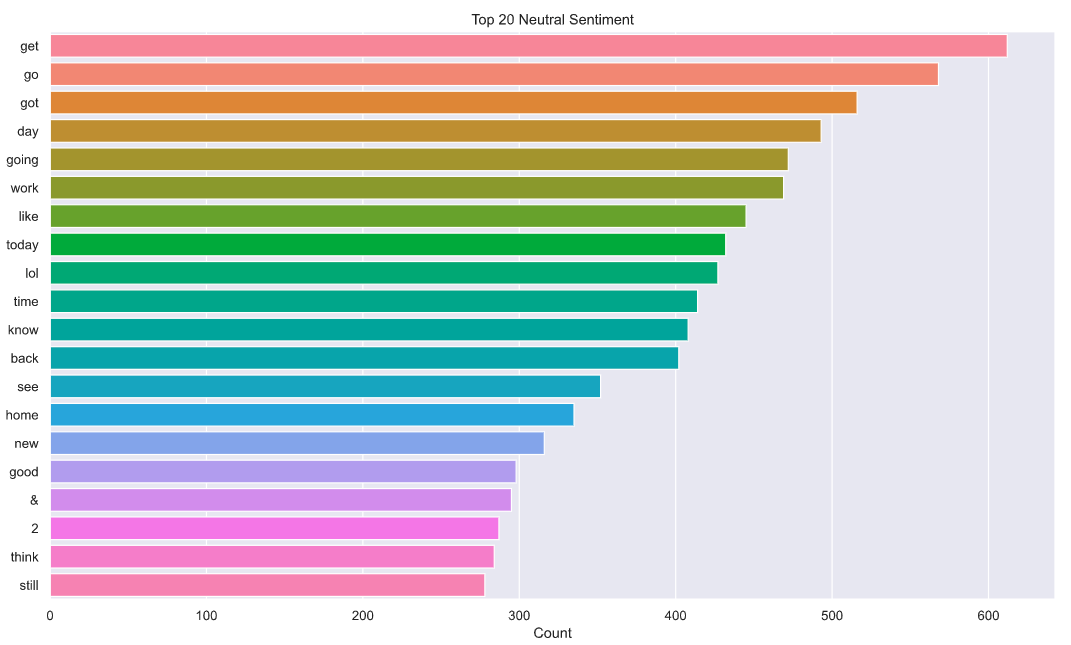 Top 20 Neutral Sentiment
get
go
got
day
going
work
like
today
lol
time
know
back
see
home
new
good
&
2
think
still
0 100 200 300 400 500 600
Count